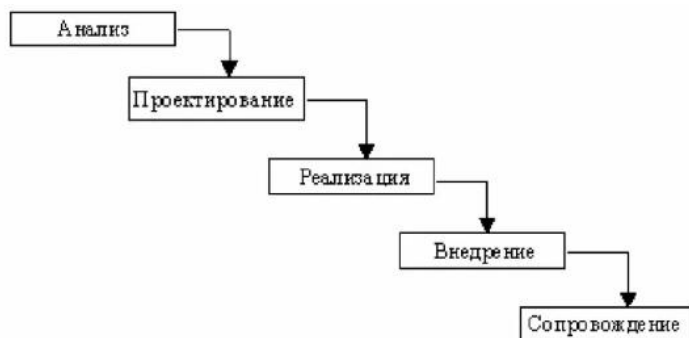 Анализ
Проектирование
Реализация
Внедрение
Сопровождение